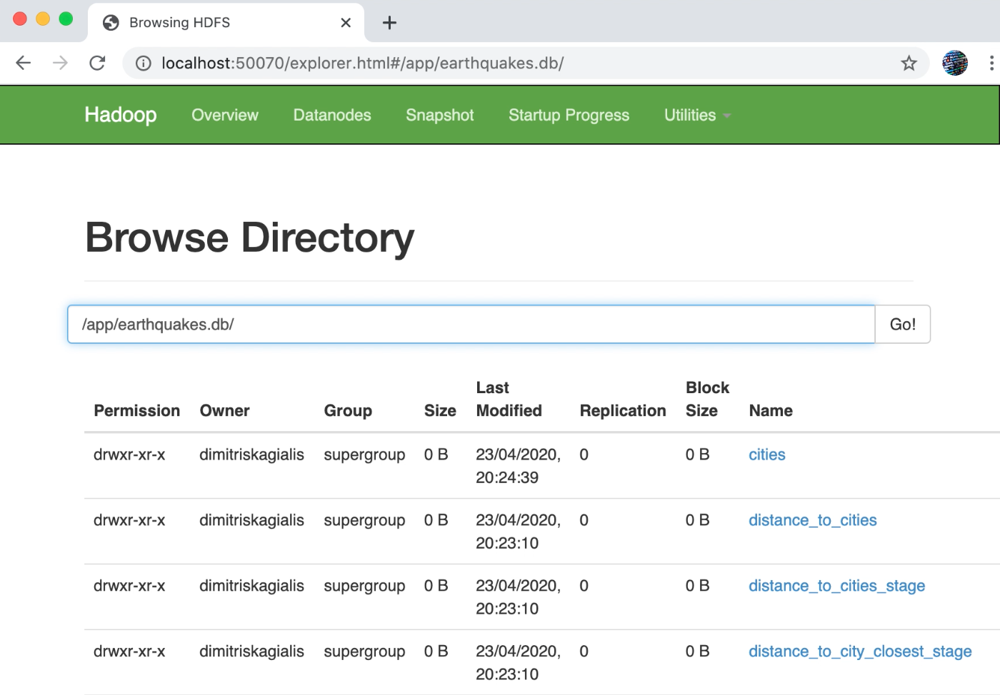 Browsing HDFS
localhost:50070/explorer.html#/app/earthquakes.db/
Hadoop Overview Datanodes Snapshot Startup Progress Utilities
Browse Directory
/app/earthquakes.db/ Go!
Permission Owner Group Size Last Modified Replication Block Size Name
drwxr-xr-x dimitriskagialis supergroup 0 B 23/04/2020, 20:24:39 0 0 B cities
drwxr-xr-x dimitriskagialis supergroup 0 B 23/04/2020, 20:23:10 0 0 B distance_to_cities
drwxr-xr-x dimitriskagialis supergroup 0 B 23/04/2020, 20:23:10 0 0 B distance_to_cities_stage
drwxr-xr-x dimitriskagialis supergroup 0 B 23/04/2020, 20:23:10 0 0 B distance_to_city_closest_stage